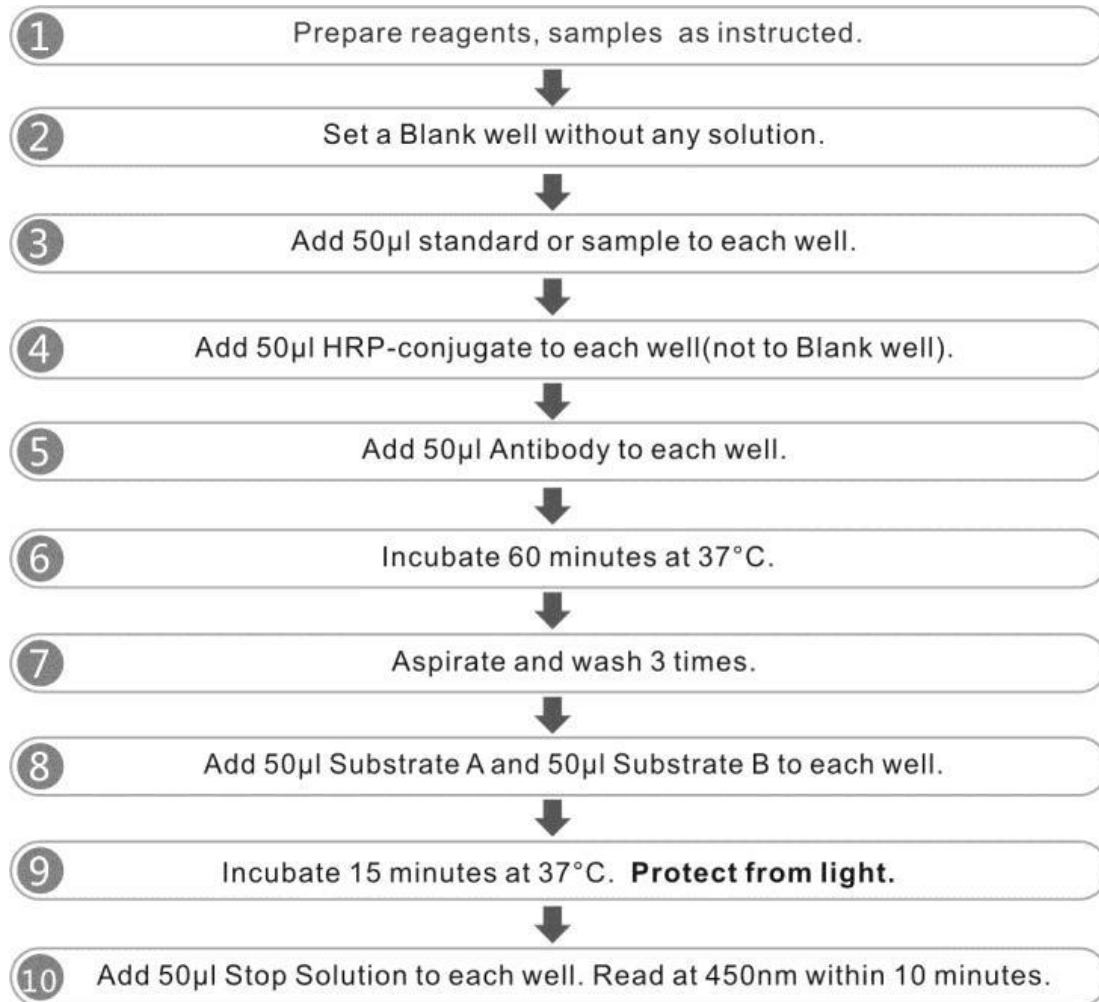 1 Prepare reagents, samples as instructed.
2 Set a Blank well without any solution.
3 Add 50μl standard or sample to each well.
4 Add 50μl HRP-conjugate to each well(not to Blank well).
5 Add 50μl Antibody to each well.
6 Incubate 60 minutes at 37°C.
7 Aspirate and wash 3 times.
8 Add 50μl Substrate A and 50μl Substrate B to each well.
9 Incubate 15 minutes at 37°C. Protect from light.
10 Add 50μl Stop Solution to each well. Read at 450nm within 10 minutes.